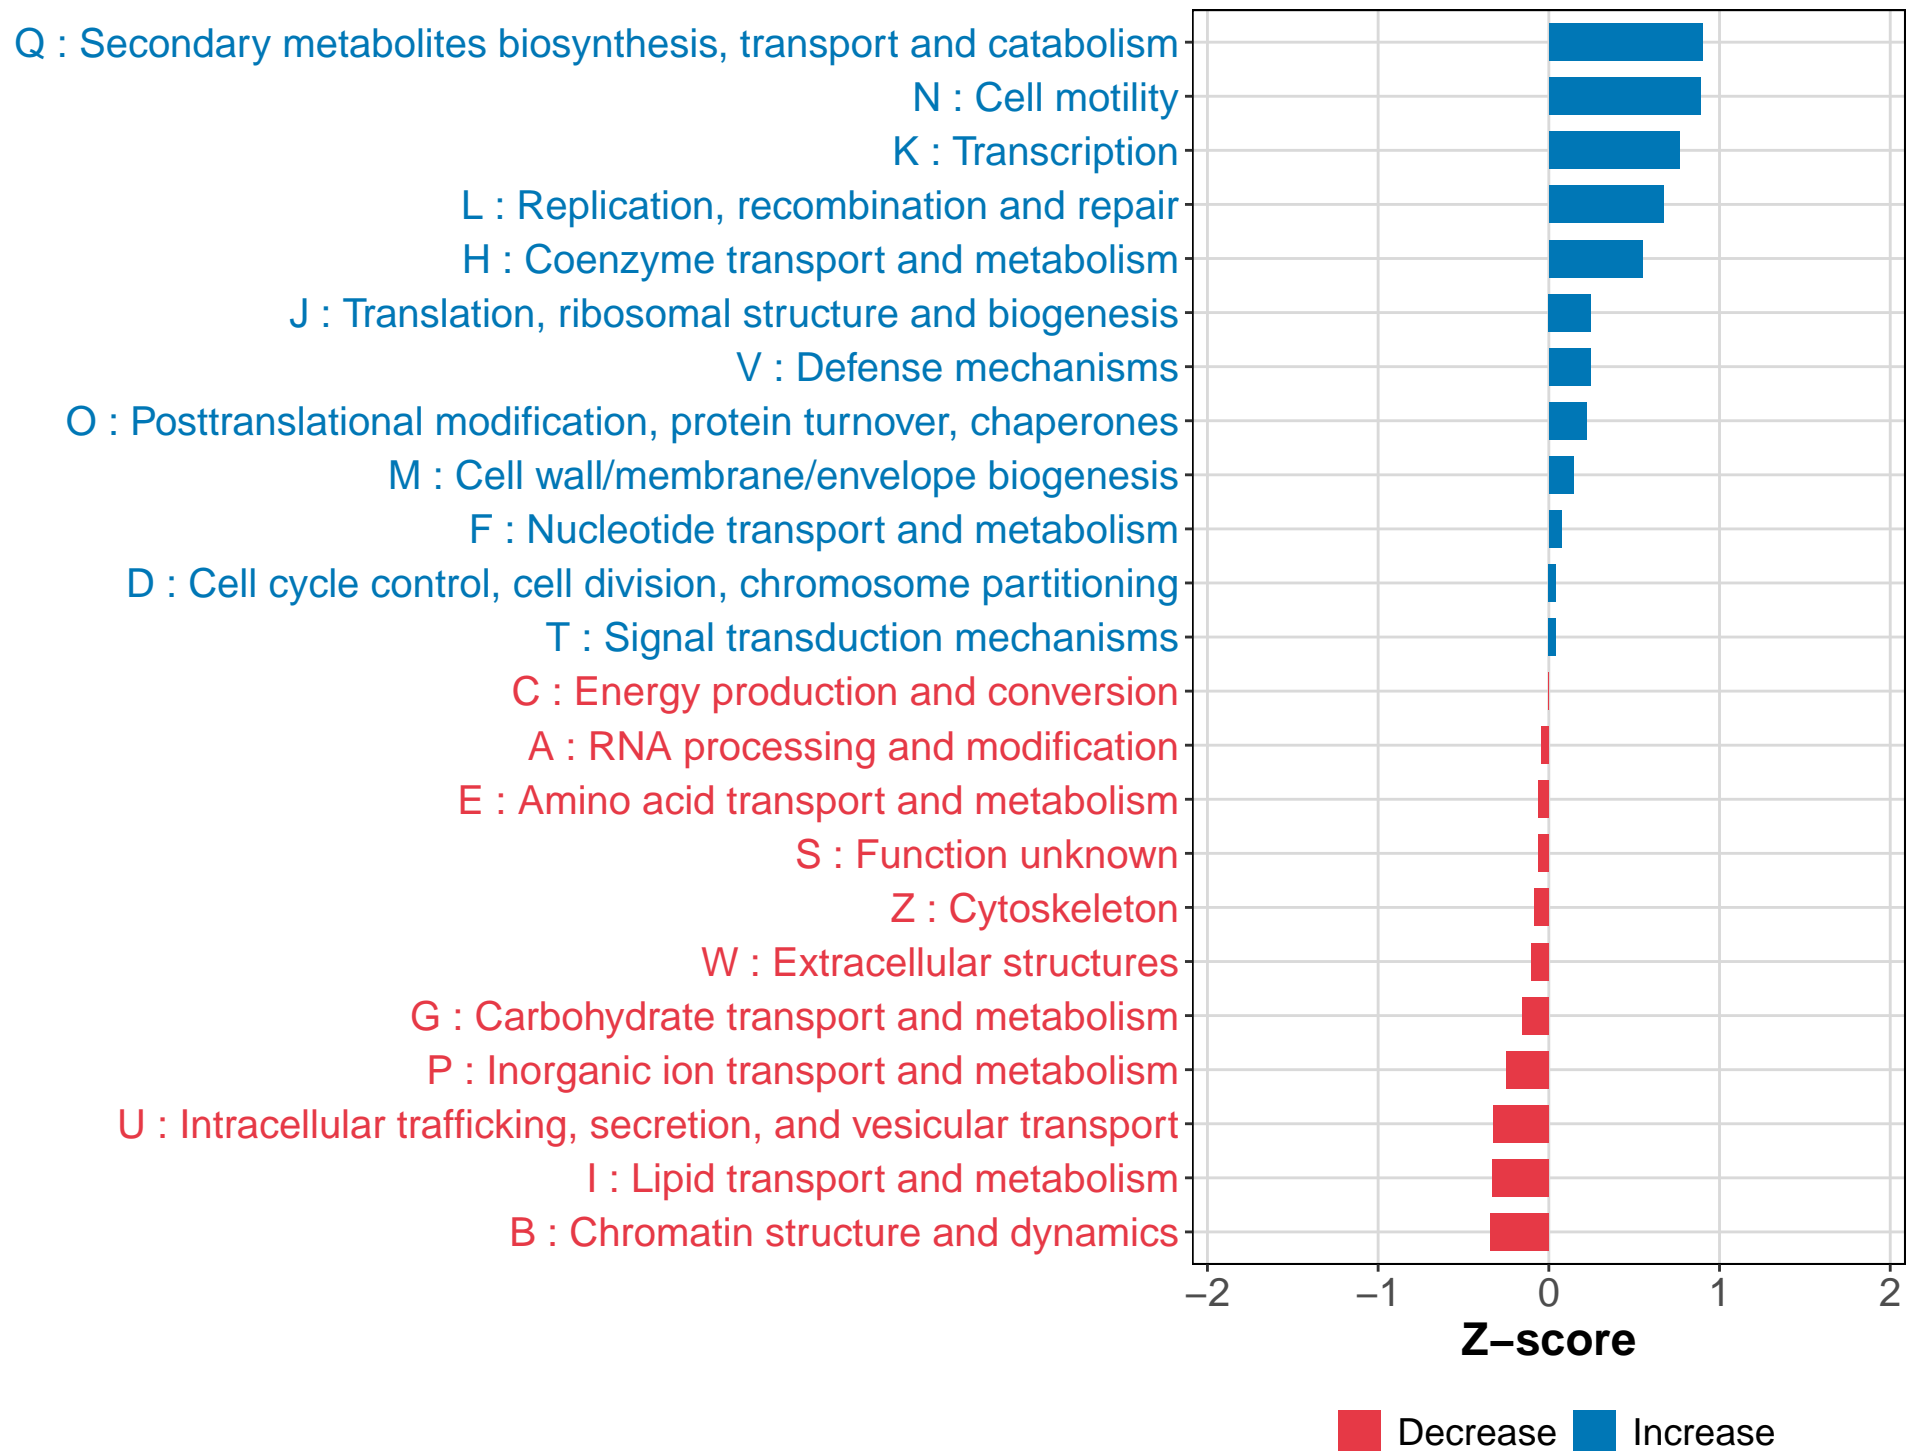 Q : Secondary metabolites biosynthesis, transport and catabolism
N : Cell motility
K : Transcription
L : Replication, recombination and repair
H : Coenzyme transport and metabolism
J : Translation, ribosomal structure and biogenesis
V : Defense mechanisms
O : Posttranslational modification, protein turnover, chaperones
M : Cell wall/membrane/envelope biogenesis
F : Nucleotide transport and metabolism
D : Cell cycle control, cell division, chromosome partitioning
T : Signal transduction mechanisms
C : Energy production and conversion
A : RNA processing and modification
E : Amino acid transport and metabolism
S : Function unknown
Z : Cytoskeleton
W : Extracellular structures
G : Carbohydrate transport and metabolism
P : Inorganic ion transport and metabolism
U : Intracellular trafficking, secretion, and vesicular transport
I : Lipid transport and metabolism
B : Chromatin structure and dynamics
−2 −1 0 1 2
Z−score
Decrease Increase